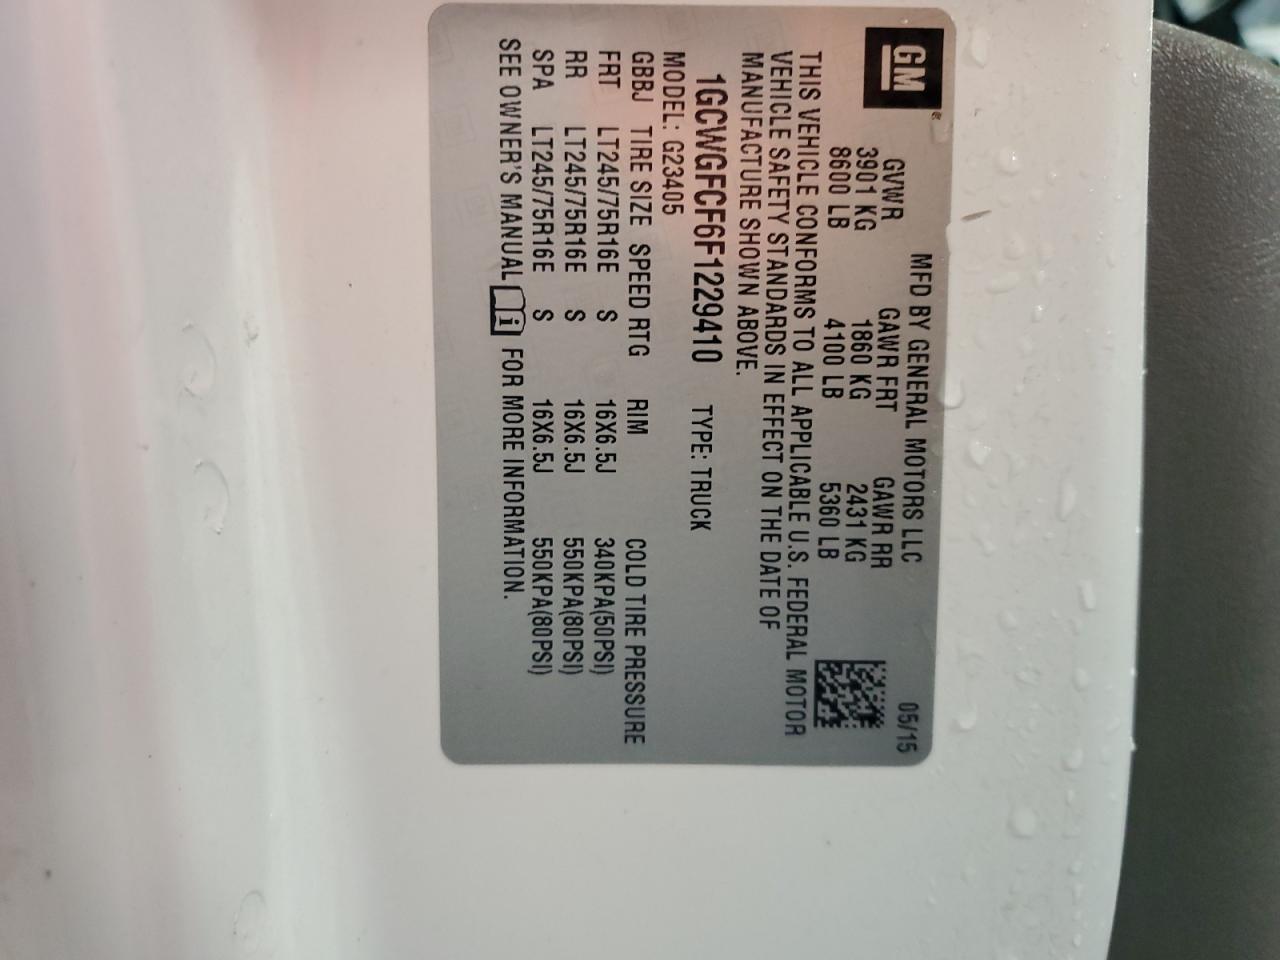 GM
MFD BY GENERAL MOTORS LLC 05/15
GVWR GAWR FRT GAWR RR
3901 KG 1860 KG 2431 KG
8600 LB 4100 LB 5360 LB
THIS VEHICLE CONFORMS TO ALL APPLICABLE U.S. FEDERAL MOTOR
VEHICLE SAFETY STANDARDS IN EFFECT ON THE DATE OF
MANUFACTURE SHOWN ABOVE.
1GCWGFCF6F1229410 TYPE: TRUCK
MODEL: G23405
GBBJ TIRE SIZE SPEED RTG RIM COLD TIRE PRESSURE
FRT LT245/75R16E S 16X6.5J 340KPA(50PSI)
RR LT245/75R16E S 16X6.5J 550KPA(80PSI)
SPA LT245/75R16E S 16X6.5J 550KPA(80PSI)
SEE OWNER'S MANUAL i FOR MORE INFORMATION.